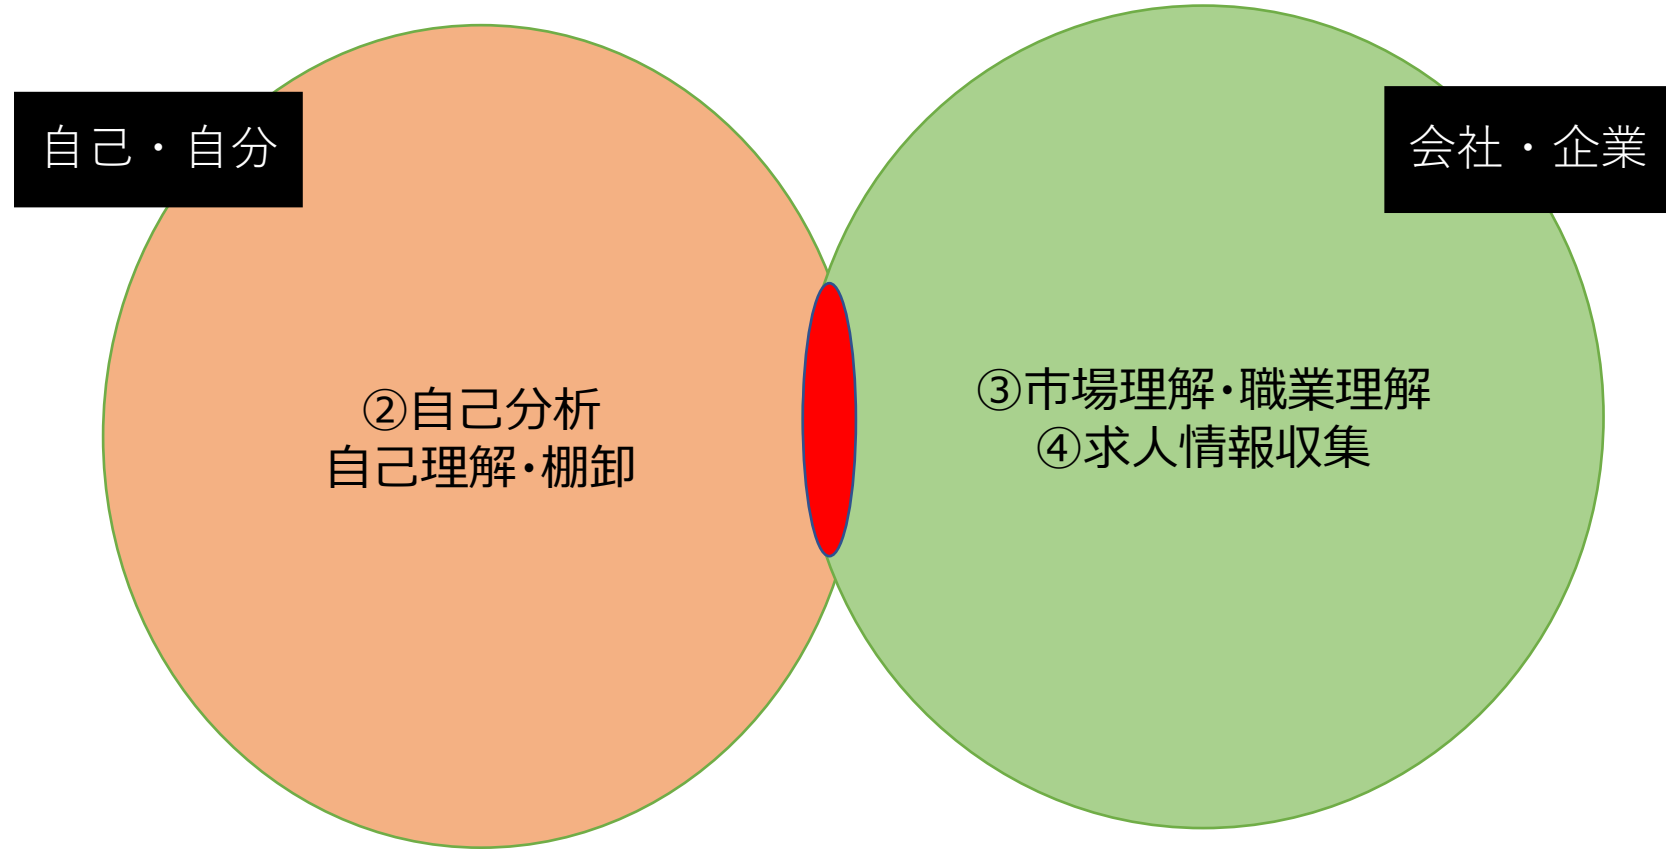 自己・自分
会社・企業
②自己分析
自己理解・棚卸
③市場理解・職業理解
④求人情報収集